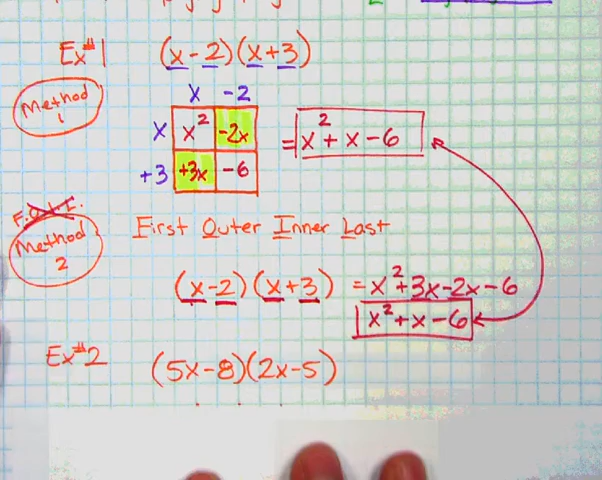 Ex#1 (x-2)(x+3)
Method 1
x -2
x x² -2x
+3 +3x -6
= x²+x-6
F.O.I.L.
Method 2
First Outer Inner Last
(x-2)(x+3) = x²+3x-2x-6
x²+x-6
Ex#2 (5x-8)(2x-5)